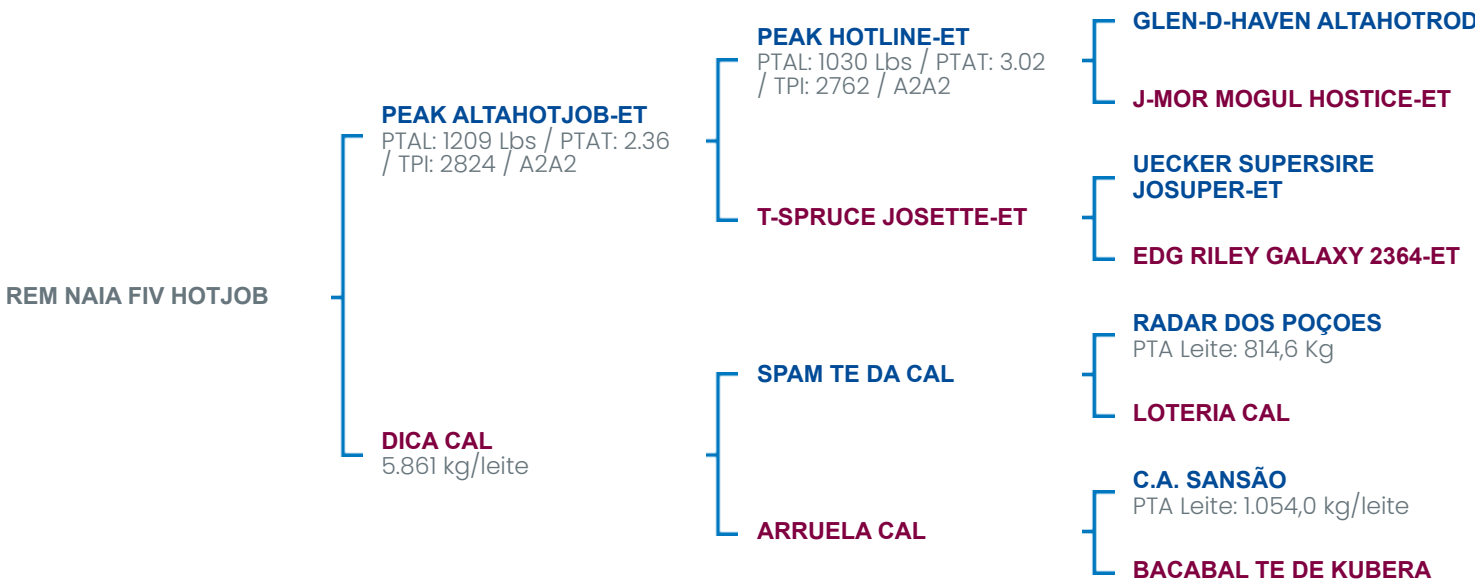 REM NAIA FIV HOTJOB
PEAK ALTAHOTJOB-ET
PTAL: 1209 Lbs / PTAT: 2.36
/ TPI: 2824 / A2A2
DICA CAL
5.861 kg/leite
PEAK HOTLINE-ET
PTAL: 1030 Lbs / PTAT: 3.02
/ TPI: 2762 / A2A2
T-SPRUCE JOSETTE-ET
SPAM TE DA CAL
ARRUELA CAL
GLEN-D-HAVEN ALTAHOTROD
J-MOR MOGUL HOSTICE-ET
UECKER SUPERSIRE
JOSUPER-ET
EDG RILEY GALAXY 2364-ET
RADAR DOS POÇOES
PTA Leite: 814,6 Kg
LOTERIA CAL
C.A. SANSÃO
PTA Leite: 1.054,0 kg/leite
BACABAL TE DE KUBERA